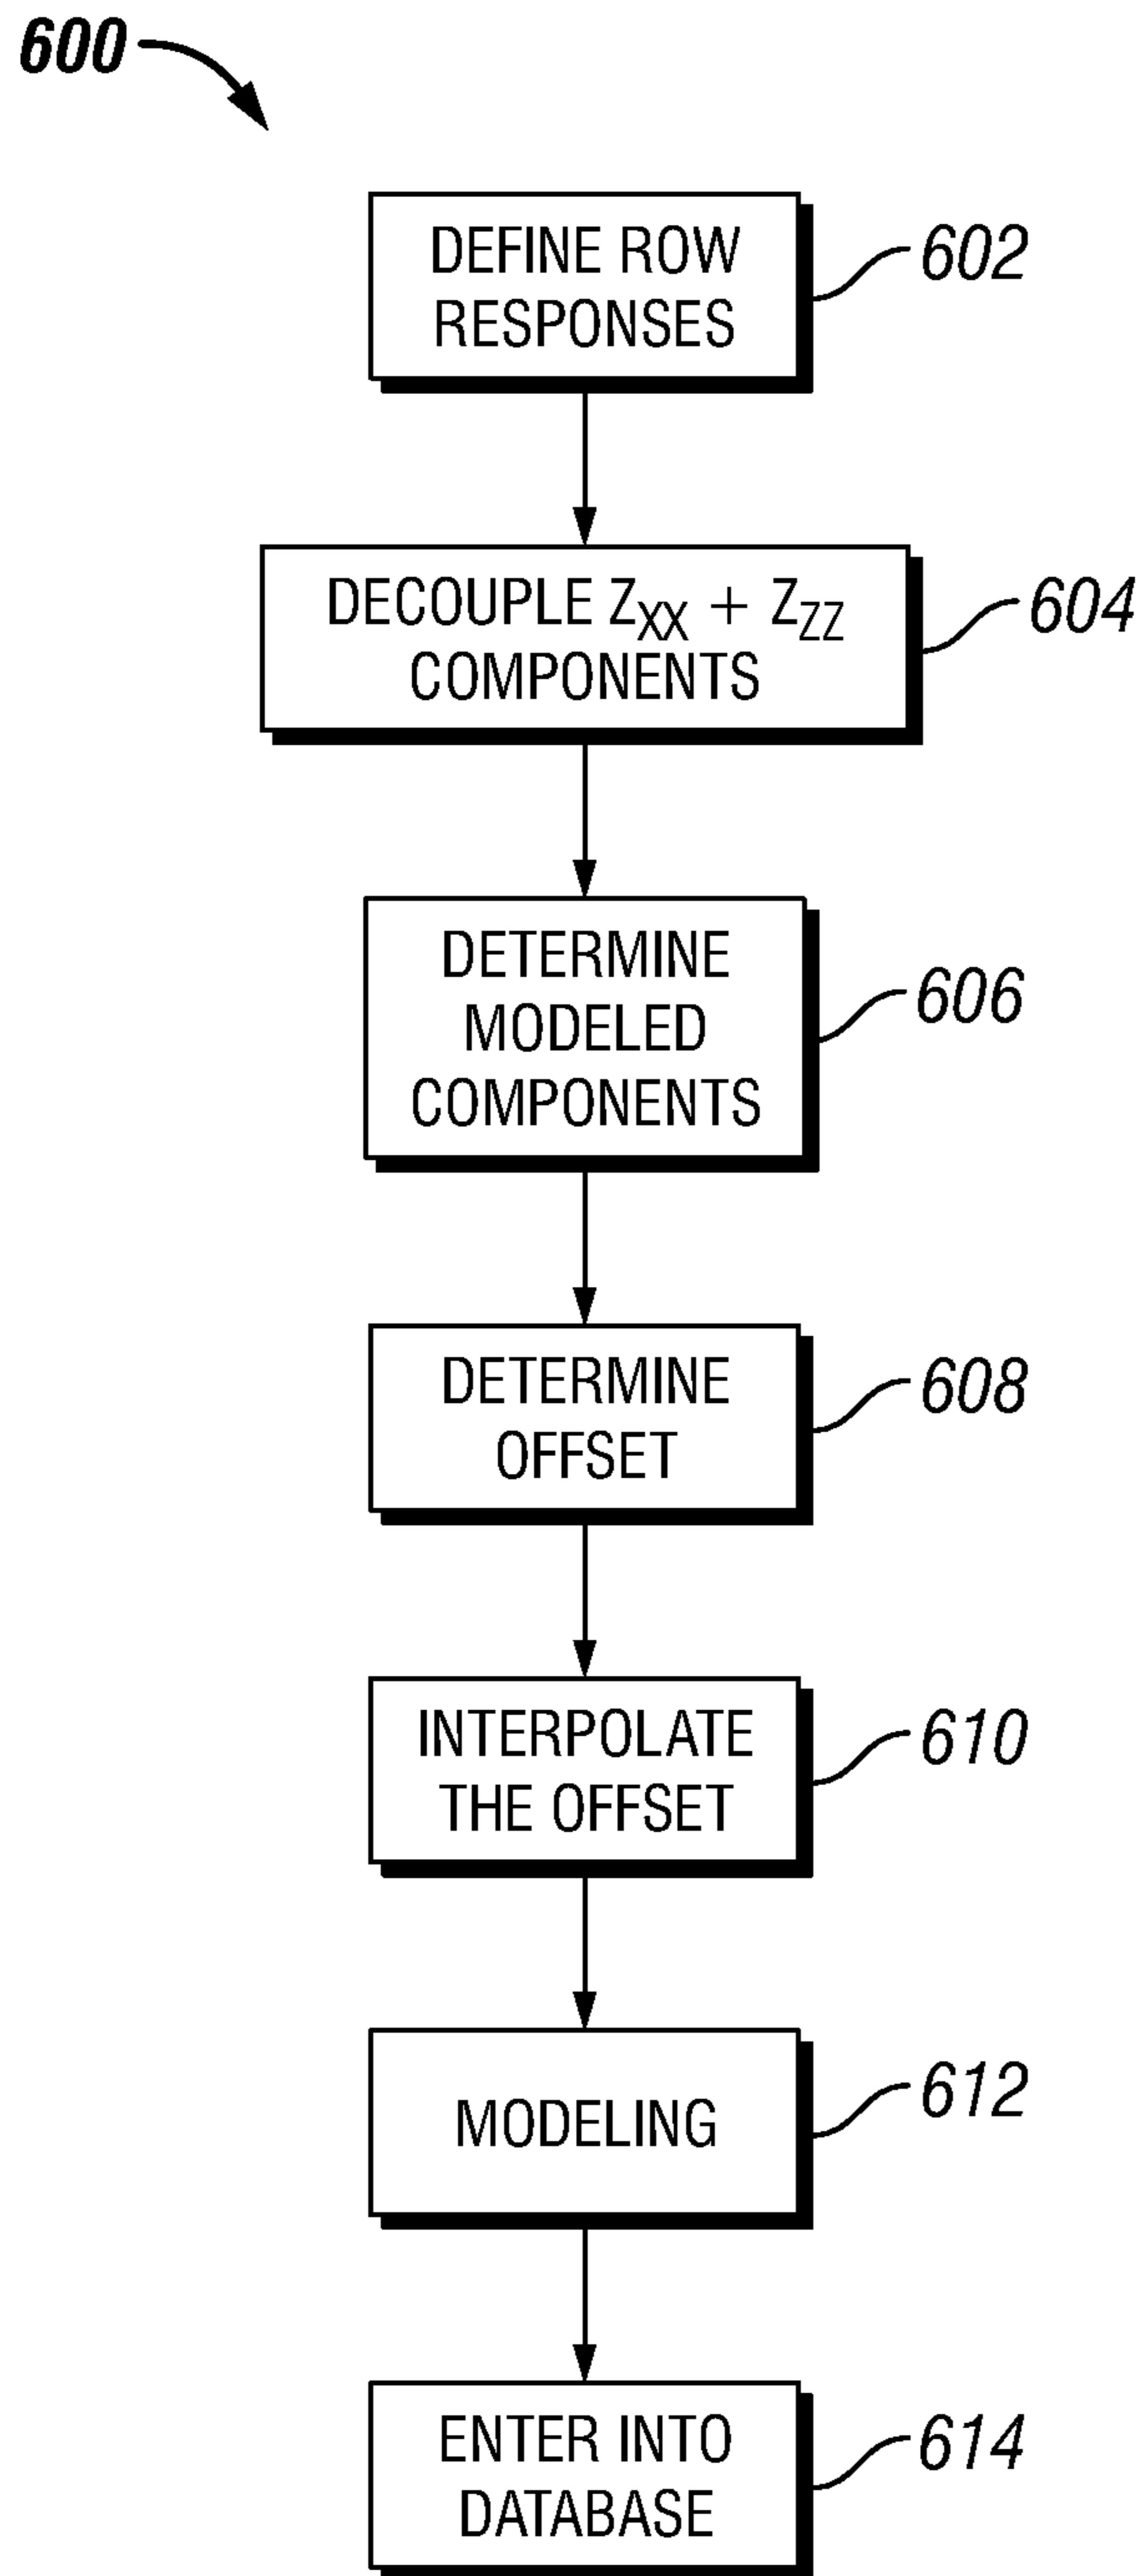 600
DEFINE ROW
RESPONSES
602
DECOUPLE ZXX + ZZZ
COMPONENTS
604
DETERMINE
MODELED
COMPONENTS
606
DETERMINE
OFFSET
608
INTERPOLATE
THE OFFSET
610
MODELING
612
ENTER INTO
DATABASE
614